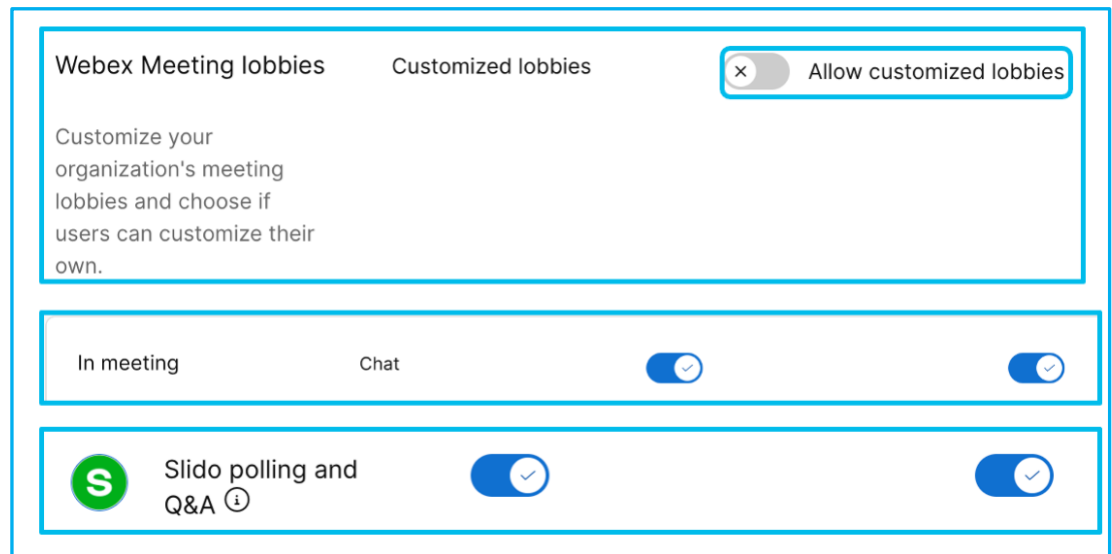 Webex Meeting lobbies
Customized lobbies
Allow customized lobbies
Customize your
organization's meeting
lobbies and choose if
users can customize their
own.
In meeting
Chat
S
Slido polling and
Q&A